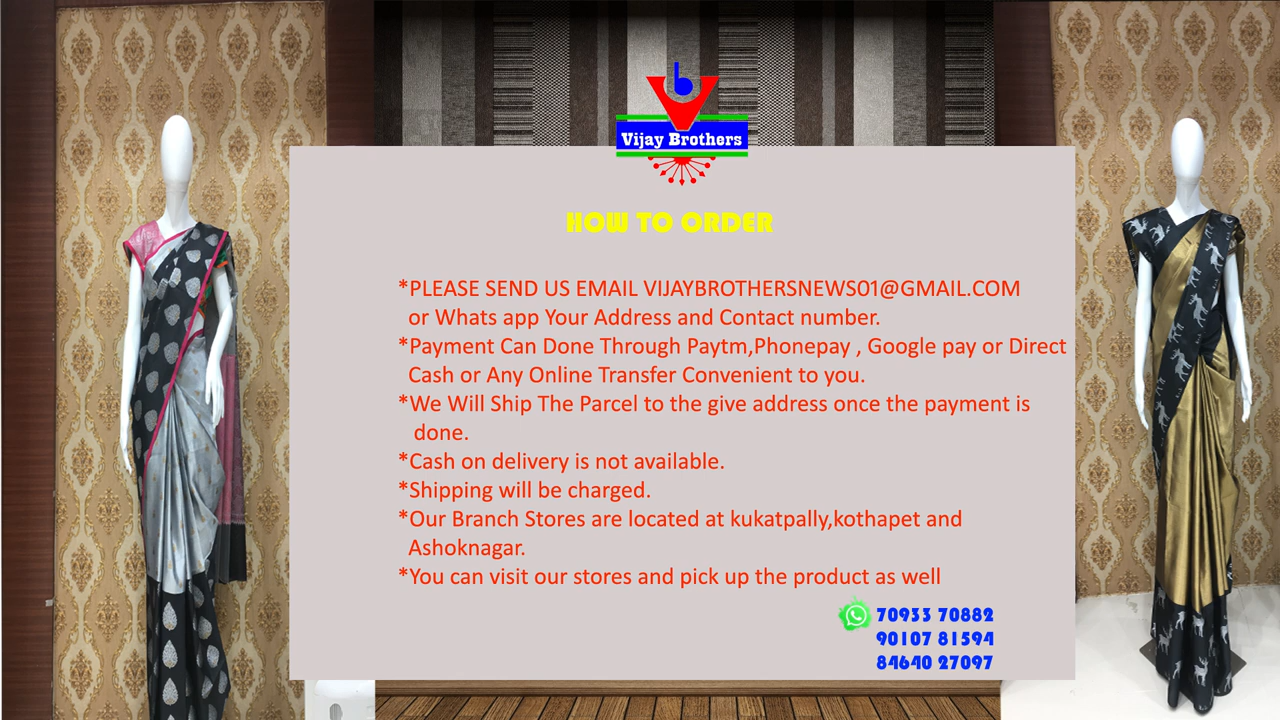 b
Vijay Brothers
HOW TO ORDER
*PLEASE SEND US EMAIL VIJAYBROTHERSNEWS01@GMAIL.COM
or Whats app Your Address and Contact number.
*Payment Can Done Through Paytm,Phonepay , Google pay or Direct
Cash or Any Online Transfer Convenient to you.
*We Will Ship The Parcel to the give address once the payment is
done.
*Cash on delivery is not available.
*Shipping will be charged.
*Our Branch Stores are located at kukatpally,kothapet and
Ashoknagar.
*You can visit our stores and pick up the product as well
70933 70882
90107 81594
84640 27097